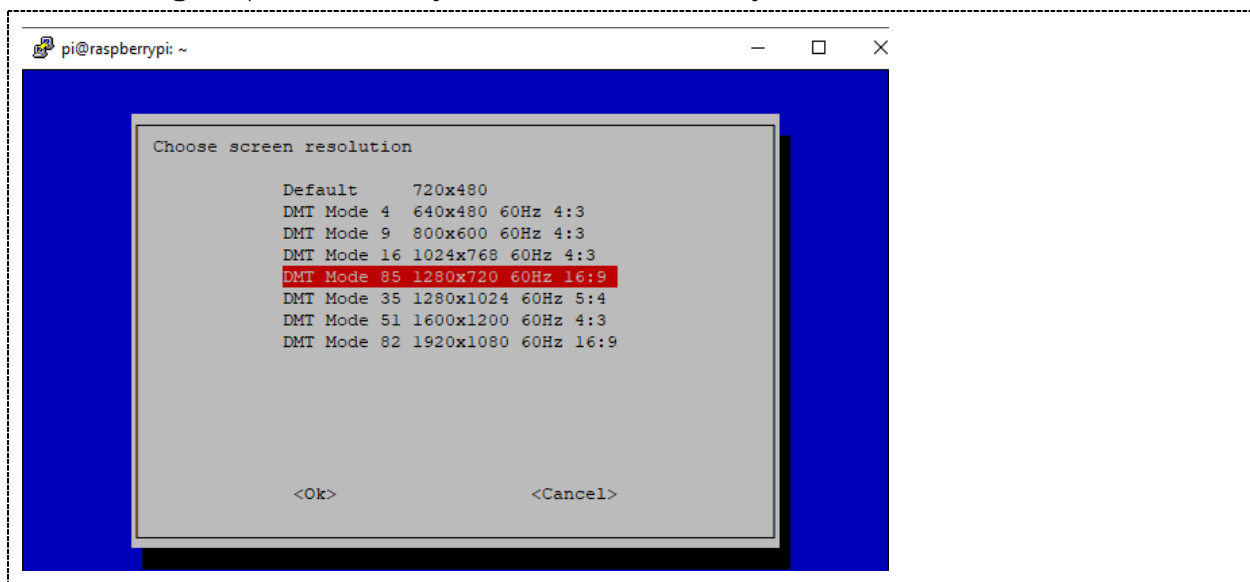 pi@raspberrypi: ~
Choose screen resolution
Default 720x480
DMT Mode 4 640x480 60Hz 4:3
DMT Mode 9 800x600 60Hz 4:3
DMT Mode 16 1024x768 60Hz 4:3
DMT Mode 85 1280x720 60Hz 16:9
DMT Mode 35 1280x1024 60Hz 5:4
DMT Mode 51 1600x1200 60Hz 4:3
DMT Mode 82 1920x1080 60Hz 16:9
<Ok> <Cancel>